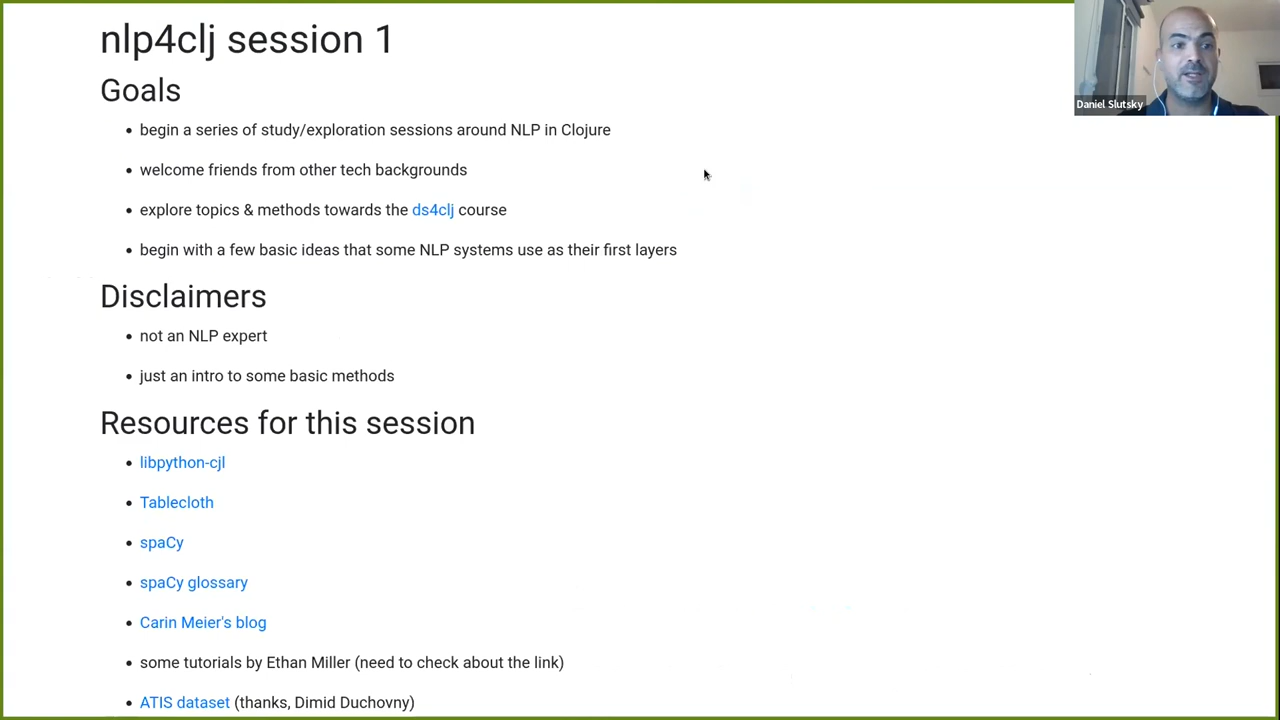 nlp4clj session 1
Daniel Slutsky
Goals
begin a series of study/exploration sessions around NLP in Clojure
welcome friends from other tech backgrounds
explore topics & methods towards the ds4clj course
begin with a few basic ideas that some NLP systems use as their first layers
Disclaimers
not an NLP expert
just an intro to some basic methods
Resources for this session
libpython-cjl
Tablecloth
spaCy
spaCy glossary
Carin Meier's blog
some tutorials by Ethan Miller (need to check about the link)
ATIS dataset (thanks, Dimid Duchovny)